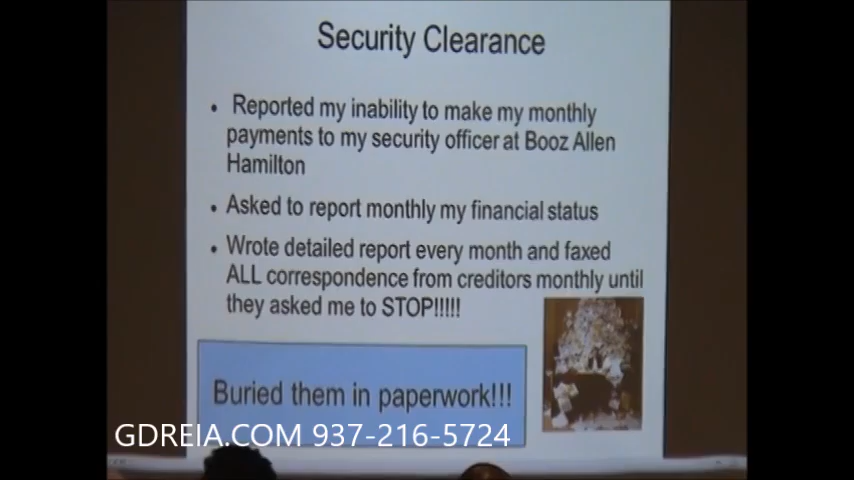 Security Clearance
• Reported my inability to make my monthly
payments to my security officer at Booz Allen
Hamilton
• Asked to report monthly my financial status
• Wrote detailed report every month and faxed
ALL correspondence from creditors monthly until
they asked me to STOP!!!!!
Buried them in paperwork!!!
GDREIA.COM 937-216-5724